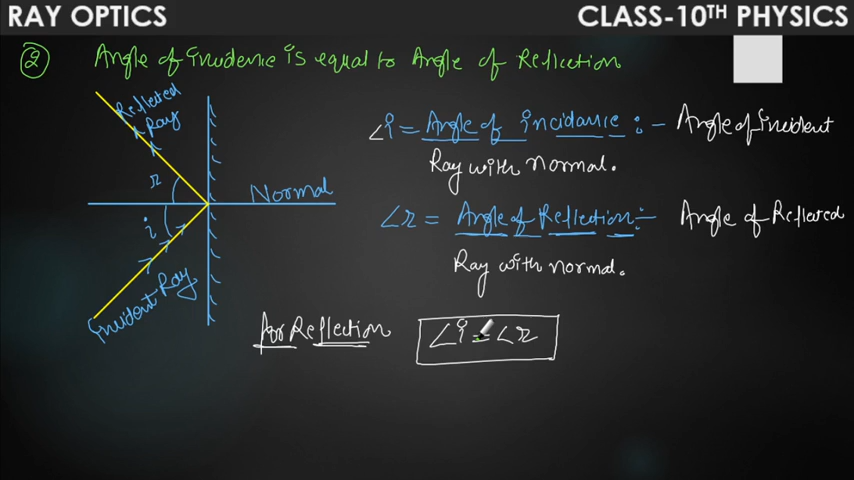 RAY OPTICS
CLASS-10TH PHYSICS
2 Angle of incidence is equal to Angle of Reflection
Reflected
Ray
r
Normal
i
Incident Ray
∠i = Angle of incidance :- Angle of incident
Ray with Normal.
∠r = Angle of Reflection :- Angle of Reflected
Ray with normal.
for Reflection ∠i = ∠r